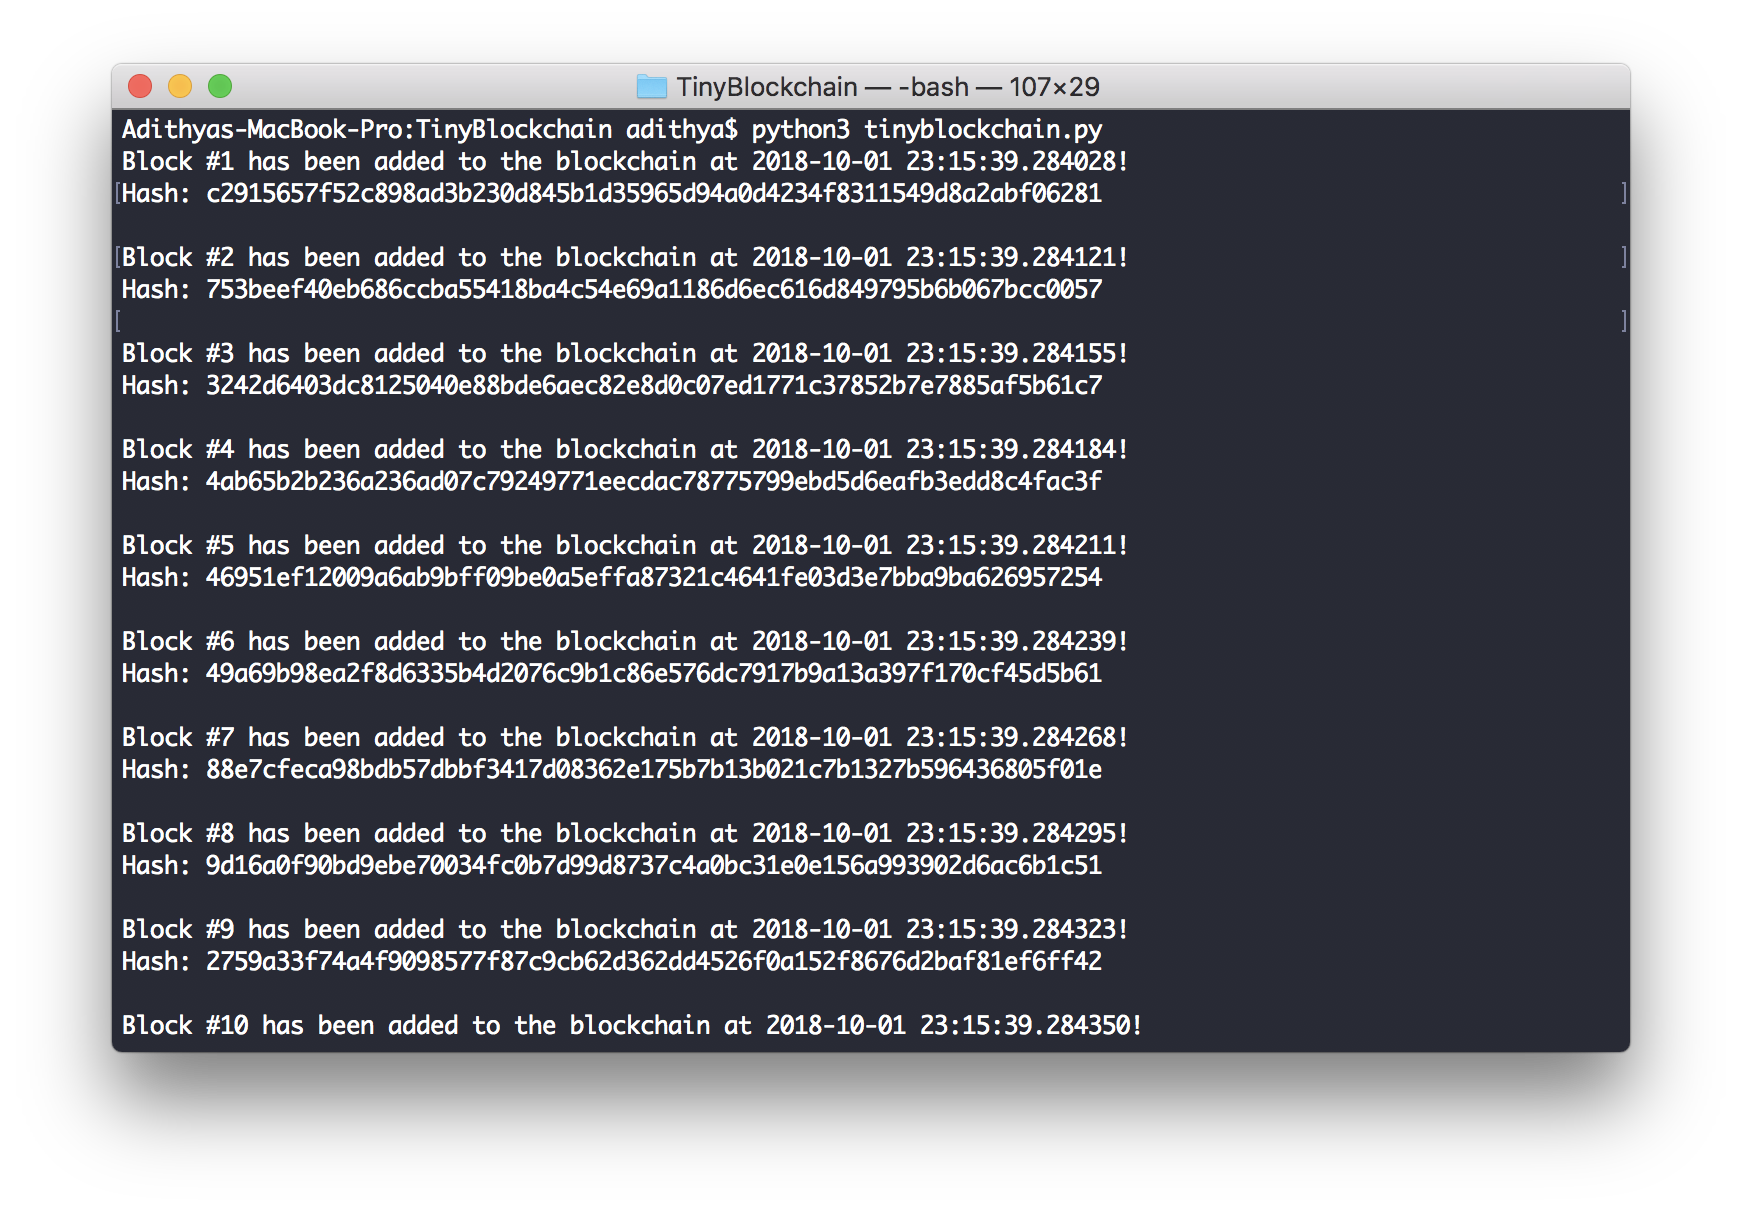 TinyBlockchain — -bash — 107×29
Adithyas-MacBook-Pro:TinyBlockchain adithya$ python3 tinyblockchain.py
Block #1 has been added to the blockchain at 2018-10-01 23:15:39.284028!
[Hash: c2915657f52c898ad3b230d845b1d35965d94a0d4234f8311549d8a2abf06281 ]
[Block #2 has been added to the blockchain at 2018-10-01 23:15:39.284121! ]
Hash: 753beef40eb686ccba55418ba4c54e69a1186d6ec616d849795b6b067bcc0057
[ ]
Block #3 has been added to the blockchain at 2018-10-01 23:15:39.284155!
Hash: 3242d6403dc8125040e88bde6aec82e8d0c07ed1771c37852b7e7885af5b61c7
Block #4 has been added to the blockchain at 2018-10-01 23:15:39.284184!
Hash: 4ab65b2b236a236ad07c79249771eecdac78775799ebd5d6eafb3edd8c4fac3f
Block #5 has been added to the blockchain at 2018-10-01 23:15:39.284211!
Hash: 46951ef12009a6ab9bff09be0a5effa87321c4641fe03d3e7bba9ba626957254
Block #6 has been added to the blockchain at 2018-10-01 23:15:39.284239!
Hash: 49a69b98ea2f8d6335b4d2076c9b1c86e576dc7917b9a13a397f170cf45d5b61
Block #7 has been added to the blockchain at 2018-10-01 23:15:39.284268!
Hash: 88e7cfeca98bdb57dbbf3417d08362e175b7b13b021c7b1327b596436805f01e
Block #8 has been added to the blockchain at 2018-10-01 23:15:39.284295!
Hash: 9d16a0f90bd9ebe70034fc0b7d99d8737c4a0bc31e0e156a993902d6ac6b1c51
Block #9 has been added to the blockchain at 2018-10-01 23:15:39.284323!
Hash: 2759a33f74a4f9098577f87c9cb62d362dd4526f0a152f8676d2baf81ef6ff42
Block #10 has been added to the blockchain at 2018-10-01 23:15:39.284350!